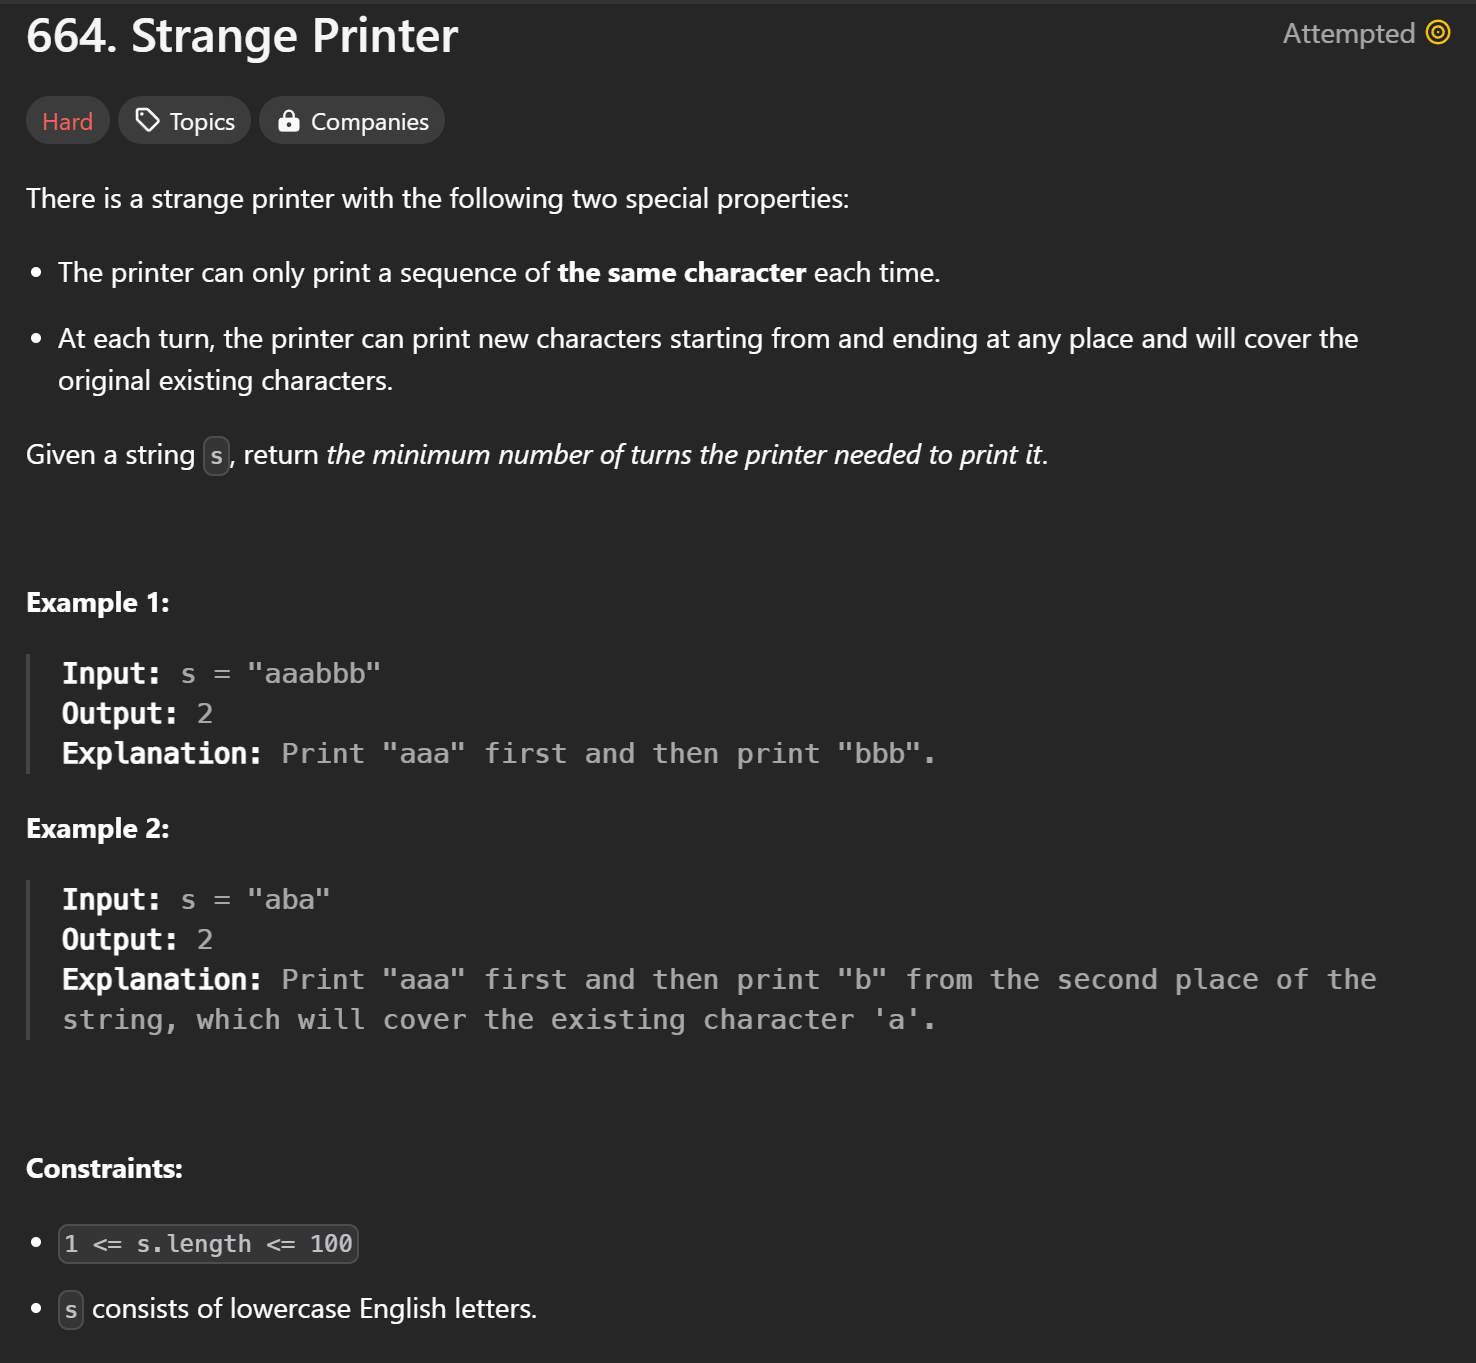 664. Strange Printer
Attempted
Hard
Topics
Companies
There is a strange printer with the following two special properties:
• The printer can only print a sequence of the same character each time.
• At each turn, the printer can print new characters starting from and ending at any place and will cover the
original existing characters.
Given a string s, return the minimum number of turns the printer needed to print it.
Example 1:
Input: s = "aaabbb"
Output: 2
Explanation: Print "aaa" first and then print "bbb".
Example 2:
Input: s = "aba"
Output: 2
Explanation: Print "aaa" first and then print "b" from the second place of the
string, which will cover the existing character 'a'.
Constraints:
• 1 <= s.length <= 100
• s consists of lowercase English letters.